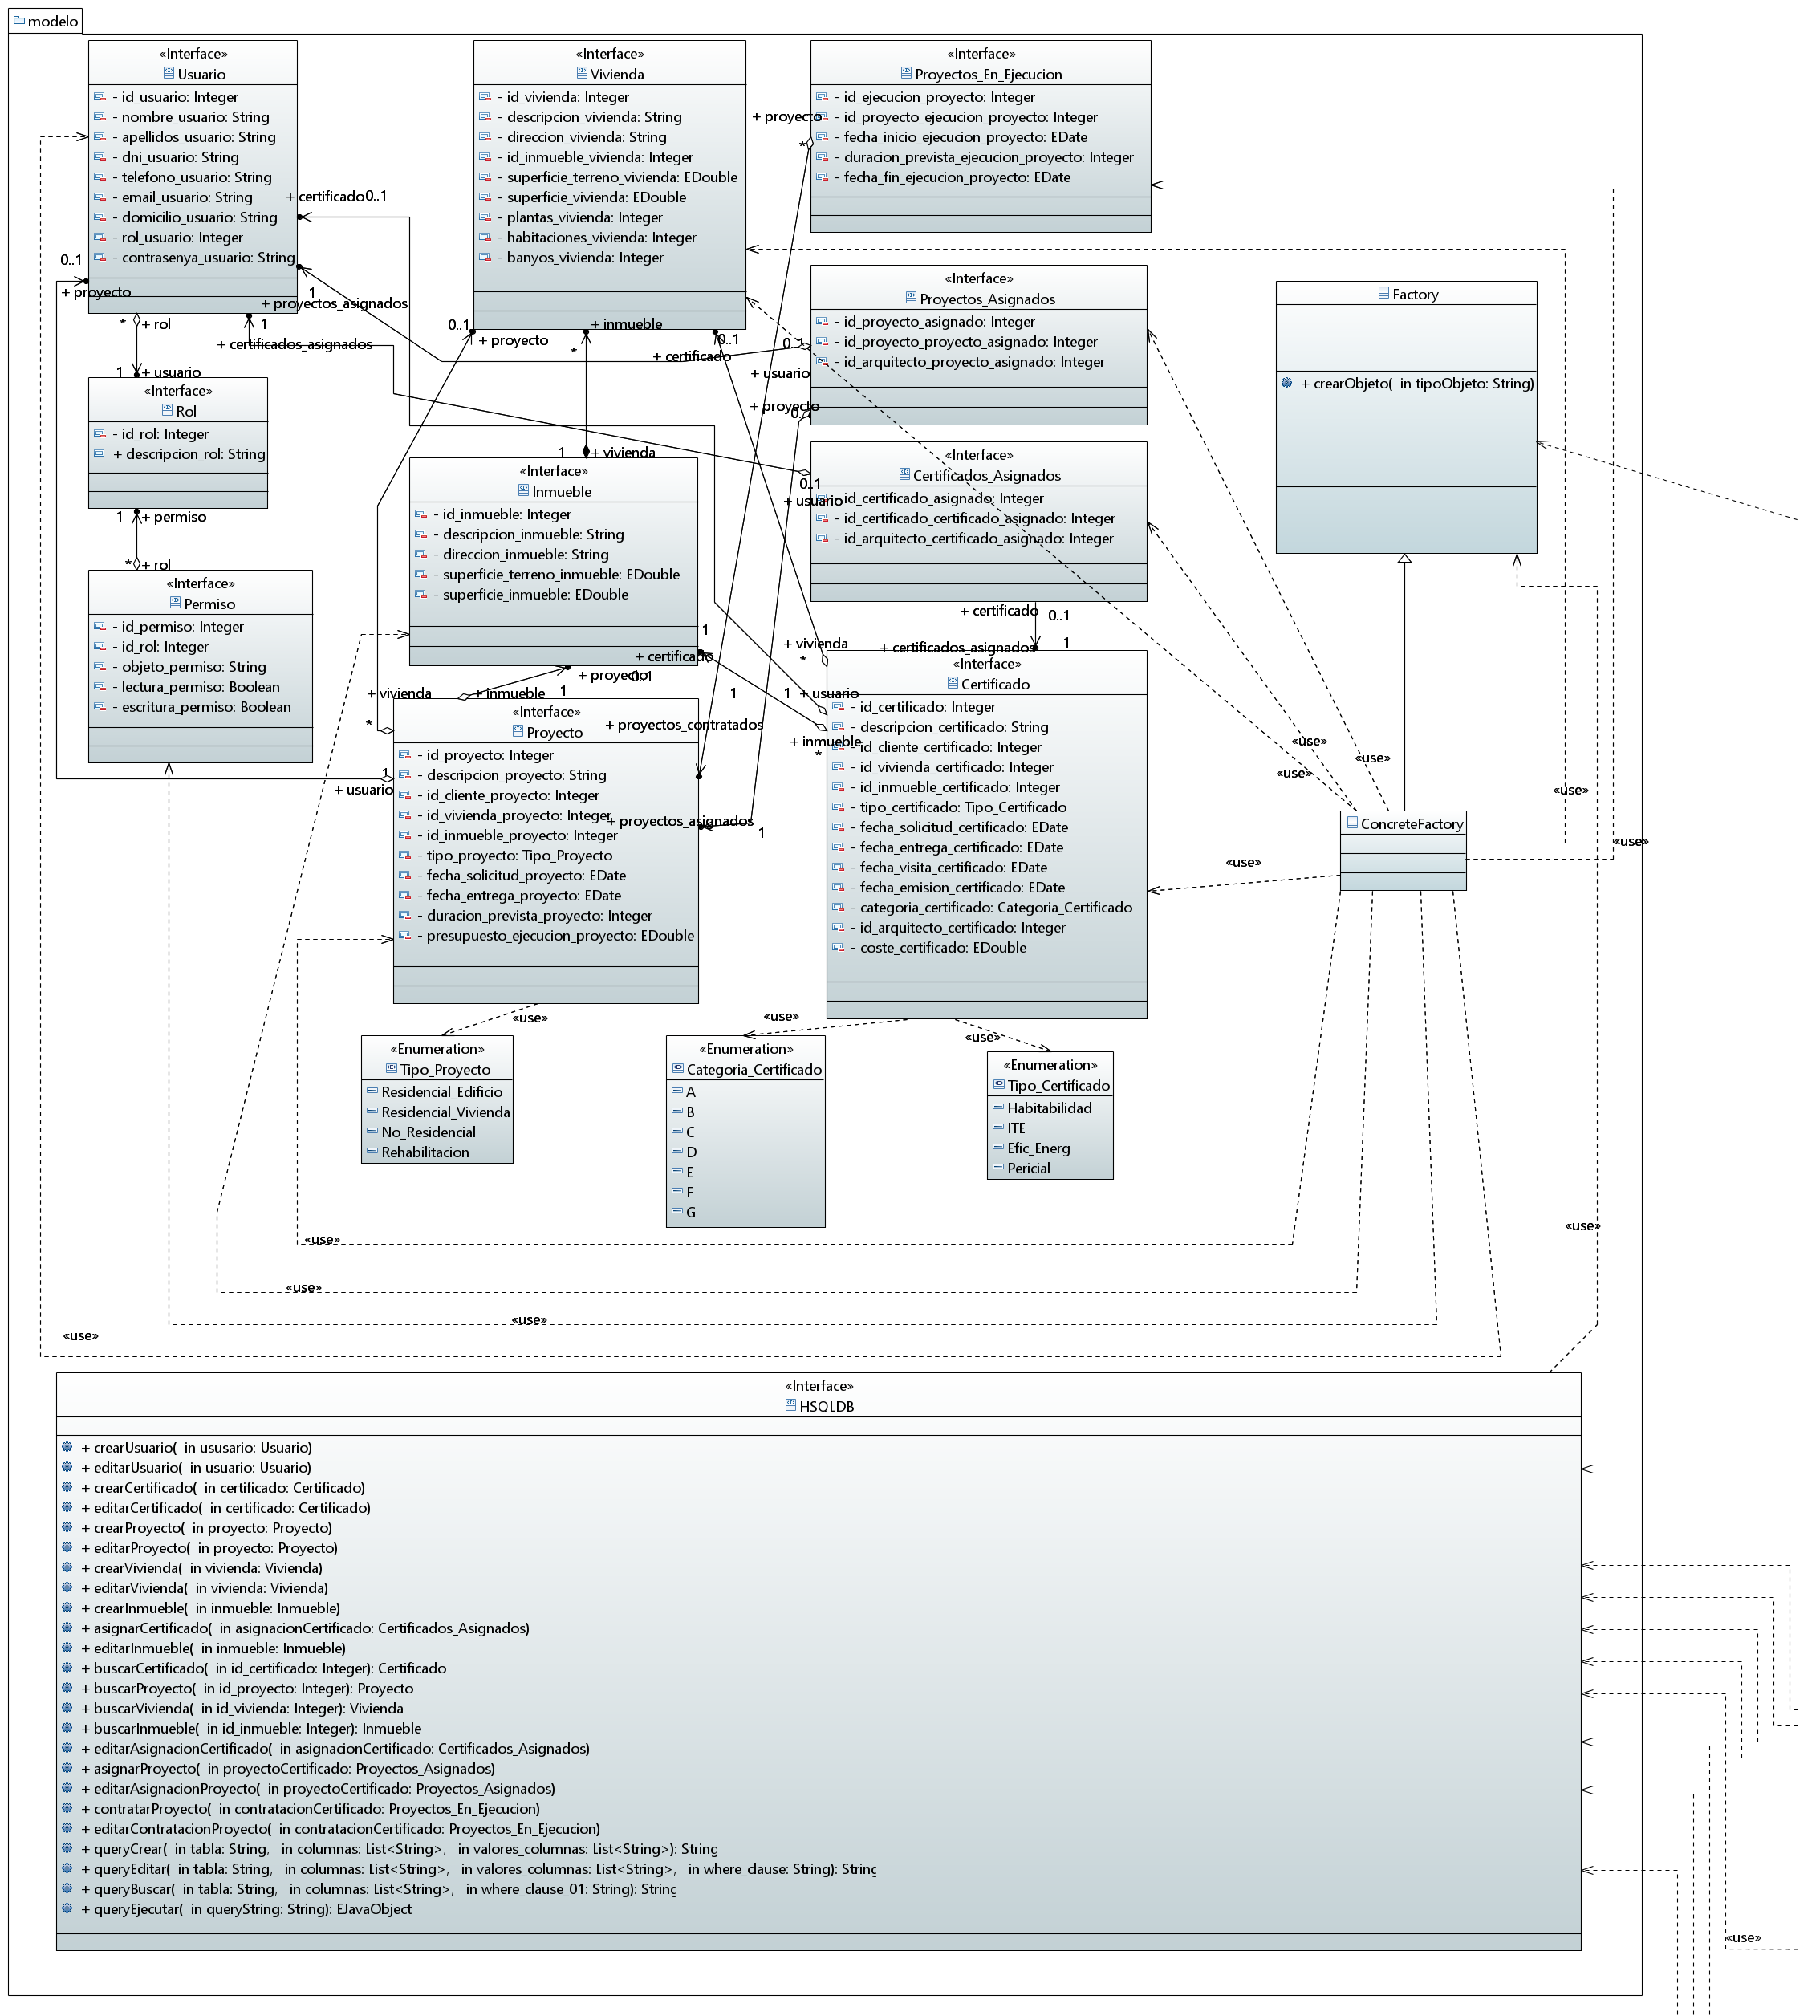 modelo
«Interface»
Usuario
- id_usuario: Integer
- nombre_usuario: String
- apellidos_usuario: String
- dni_usuario: String
- telefono_usuario: String
- email_usuario: String
- domicilio_usuario: String
- rol_usuario: Integer
- contrasenya_usuario: String
«Interface»
Vivienda
- id_vivienda: Integer
- descripcion_vivienda: String
- direccion_vivienda: String
- id_inmueble_vivienda: Integer
- superficie_terreno_vivienda: EDouble
- superficie_vivienda: EDouble
- plantas_vivienda: Integer
- habitaciones_vivienda: Integer
- banyos_vivienda: Integer
«Interface»
Proyectos_En_Ejecucion
- id_ejecucion_proyecto: Integer
- id_proyecto_ejecucion_proyecto: Integer
- fecha_inicio_ejecucion_proyecto: EDate
- duracion_prevista_ejecucion_proyecto: Integer
- fecha_fin_ejecucion_proyecto: EDate
+ proyecto
*
+ certificado
0..1
0..1
+ proyecto
1
+ proyectos_asignados
* + rol
1
+ certificados_asignados
1 + usuario
0..1
+ proyecto
+ inmueble
*
0..1
+ certificado
«Interface»
Proyectos_Asignados
- id_proyecto_asignado: Integer
- id_proyecto_proyecto_asignado: Integer
- id_arquitecto_proyecto_asignado: Integer
0..1
+ usuario
+ proyecto
0..1
Factory
+ crearObjeto( in tipoObjeto: String)
«Interface»
Rol
- id_rol: Integer
+ descripcion_rol: String
1 + permiso
* + rol
«Interface»
Permiso
- id_permiso: Integer
- id_rol: Integer
- objeto_permiso: String
- lectura_permiso: Boolean
- escritura_permiso: Boolean
1 + vivienda
«Interface»
Inmueble
- id_inmueble: Integer
- descripcion_inmueble: String
- direccion_inmueble: String
- superficie_terreno_inmueble: EDouble
- superficie_inmueble: EDouble
«Interface»
Certificados_Asignados
- id_certificado_asignado: Integer
- id_certificado_certificado_asignado: Integer
- id_arquitecto_certificado_asignado: Integer
0..1
+ usuario
+ certificado
0..1
+ certificados_asignados
1
1
+ certificado
0..1
+ proyecto
1
+ vivienda
+ inmueble
*
+ vivienda
*
1
1
+ usuario
+ inmueble
*
«Interface»
Proyecto
- id_proyecto: Integer
- descripcion_proyecto: String
- id_cliente_proyecto: Integer
- id_vivienda_proyecto: Integer
- id_inmueble_proyecto: Integer
- tipo_proyecto: Tipo_Proyecto
- fecha_solicitud_proyecto: EDate
- fecha_entrega_proyecto: EDate
- duracion_prevista_proyecto: Integer
- presupuesto_ejecucion_proyecto: EDouble
+ proyectos_contratados
1
+ usuario
+ proyectos_asignados
1
«Interface»
Certificado
- id_certificado: Integer
- descripcion_certificado: String
- id_cliente_certificado: Integer
- id_vivienda_certificado: Integer
- id_inmueble_certificado: Integer
- tipo_certificado: Tipo_Certificado
- fecha_solicitud_certificado: EDate
- fecha_entrega_certificado: EDate
- fecha_visita_certificado: EDate
- fecha_emision_certificado: EDate
- categoria_certificado: Categoria_Certificado
- id_arquitecto_certificado: Integer
- coste_certificado: EDouble
«use»
«use»
«use»
«use»
«use»
«use»
ConcreteFactory
«use»
«use»
«use»
«Enumeration»
Tipo_Proyecto
Residencial_Edificio
Residencial_Vivienda
No_Residencial
Rehabilitacion
«Enumeration»
Categoria_Certificado
A
B
C
D
E
F
G
«Enumeration»
Tipo_Certificado
Habitabilidad
ITE
Efic_Energ
Pericial
«use»
«use»
«use»
«use»
«use»
«Interface»
HSQLDB
+ crearUsuario( in ususario: Usuario)
+ editarUsuario( in usuario: Usuario)
+ crearCertificado( in certificado: Certificado)
+ editarCertificado( in certificado: Certificado)
+ crearProyecto( in proyecto: Proyecto)
+ editarProyecto( in proyecto: Proyecto)
+ crearVivienda( in vivienda: Vivienda)
+ editarVivienda( in vivienda: Vivienda)
+ crearInmueble( in inmueble: Inmueble)
+ asignarCertificado( in asignacionCertificado: Certificados_Asignados)
+ editarInmueble( in inmueble: Inmueble)
+ buscarCertificado( in id_certificado: Integer): Certificado
+ buscarProyecto( in id_proyecto: Integer): Proyecto
+ buscarVivienda( in id_vivienda: Integer): Vivienda
+ buscarInmueble( in id_inmueble: Integer): Inmueble
+ editarAsignacionCertificado( in asignacionCertificado: Certificados_Asignados)
+ asignarProyecto( in proyectoCertificado: Proyectos_Asignados)
+ editarAsignacionProyecto( in proyectoCertificado: Proyectos_Asignados)
+ contratarProyecto( in contratacionCertificado: Proyectos_En_Ejecucion)
+ editarContratacionProyecto( in contratacionCertificado: Proyectos_En_Ejecucion)
+ queryCrear( in tabla: String, in columnas: List<String>, in valores_columnas: List<String>): String
+ queryEditar( in tabla: String, in columnas: List<String>, in valores_columnas: List<String>, in where_clause: String): String
+ queryBuscar( in tabla: String, in columnas: List<String>, in where_clause_01: String): String
+ queryEjecutar( in queryString: String): EJavaObject
«use»